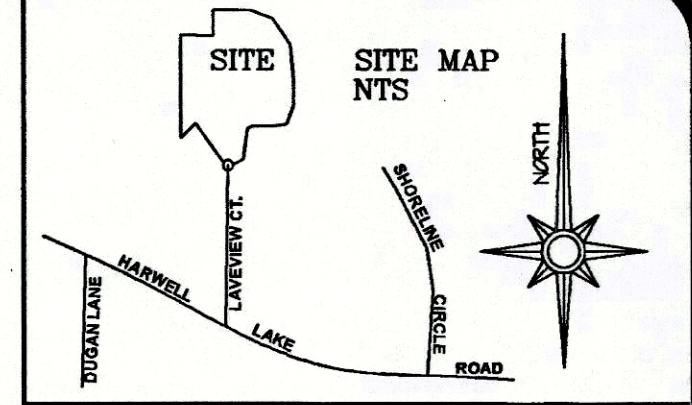 SITE
SITE MAP
NTS
NORTH
SHORELINE
CIRCLE
LAVEVIEW CT.
HARWELL
LAKE
ROAD
DUGAN LANE